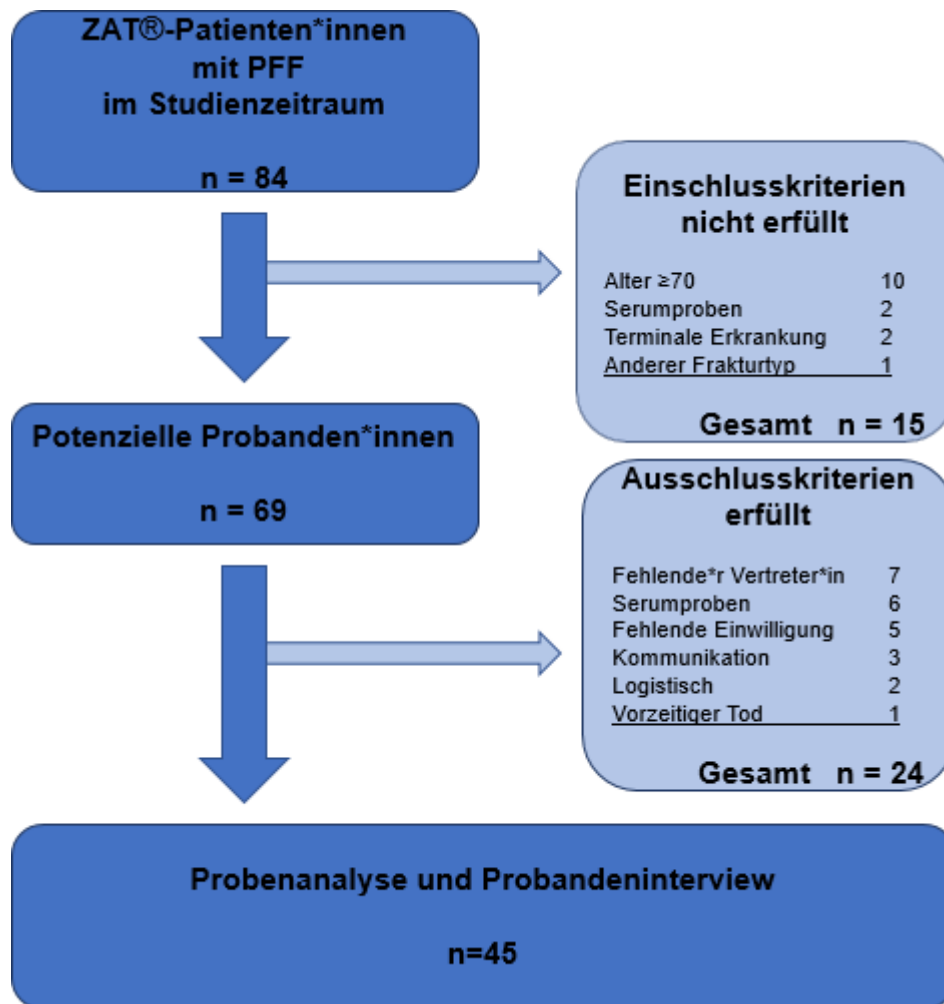 ZAT®-Patienten*innen
mit PFF
im Studienzeitraum
n = 84
Einschlusskriterien
nicht erfüllt
Alter ≥70 10
Serumproben 2
Terminale Erkrankung 2
Anderer Frakturtyp 1
Gesamt n = 15
Potenzielle Probanden*innen
n = 69
Ausschlusskriterien
erfüllt
Fehlende*r Vertreter*in 7
Serumproben 6
Fehlende Einwilligung 5
Kommunikation 3
Logistisch 2
Vorzeitiger Tod 1
Gesamt n = 24
Probenanalyse und Probandeninterview
n=45